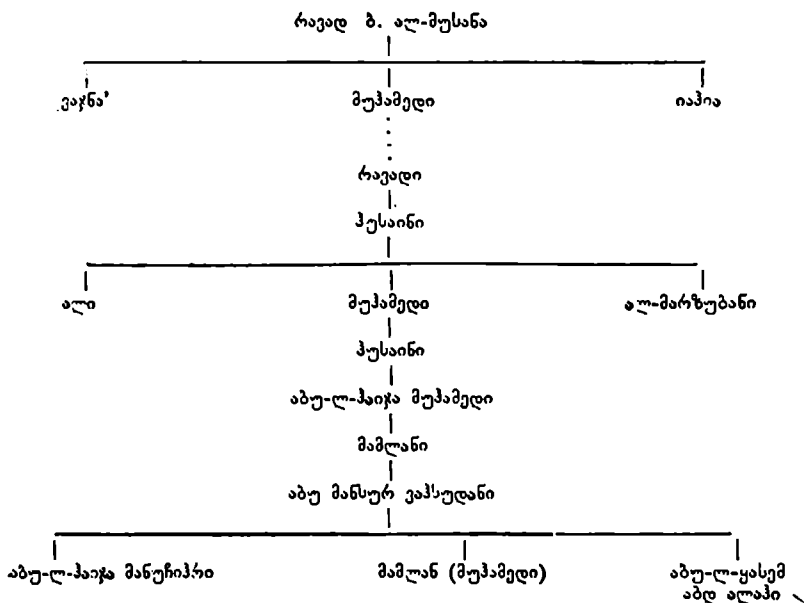 რავად ბ. ალ-მუსანა
ვაჯნა' მუჰამედი იაჰია
რავადი
ჰუსაინი
ალი მუჰამედი ალ-მარზუბანი
ჰუსაინი
აბუ-ლ-ჰაიჯა მუჰამედი
მამლანი
აბუ მანსურ ვაჰსუდანი
აბუ-ლ-ჰაიჯა მანუჩიჰრი მამლან (მუჰამედი) აბუ-ლ-ყასემ
აბდ ალაჰი